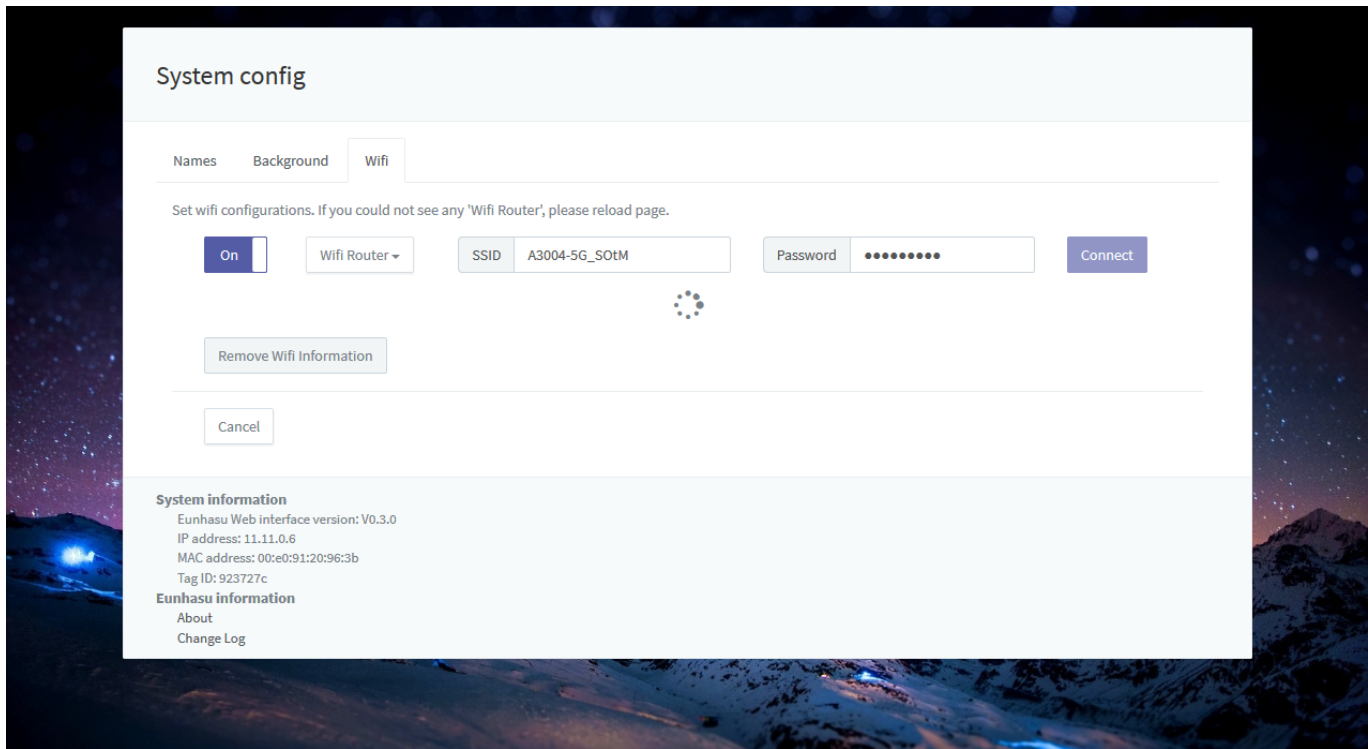 System config
Names Background Wifi
Set wifi configurations. If you could not see any 'Wifi Router', please reload page.
On Wifi Router SSID A3004-5G_SOtM Password ●●●●●●●●● Connect
Remove Wifi Information
Cancel
System information
Eunhasu Web interface version: V0.3.0
IP address: 11.11.0.6
MAC address: 00:e0:91:20:96:3b
Tag ID: 923727c
Eunhasu information
About
Change Log